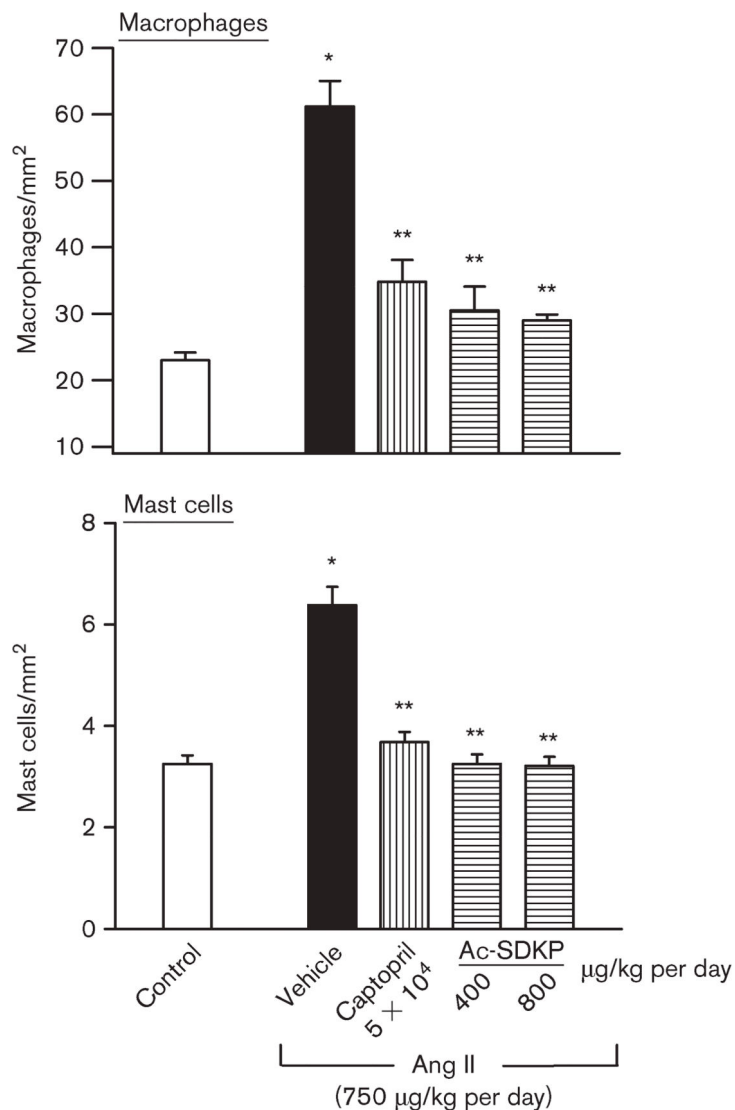 Macrophages
70
60
50
40
30
20
10
Macrophages/mm²
*
**
**
**
Mast cells
8
6
4
2
0
Mast cells/mm²
*
**
**
**
Control
Vehicle
Captopril
5 × 10⁴
Ac-SDKP
400
800
μg/kg per day
Ang II
(750 μg/kg per day)